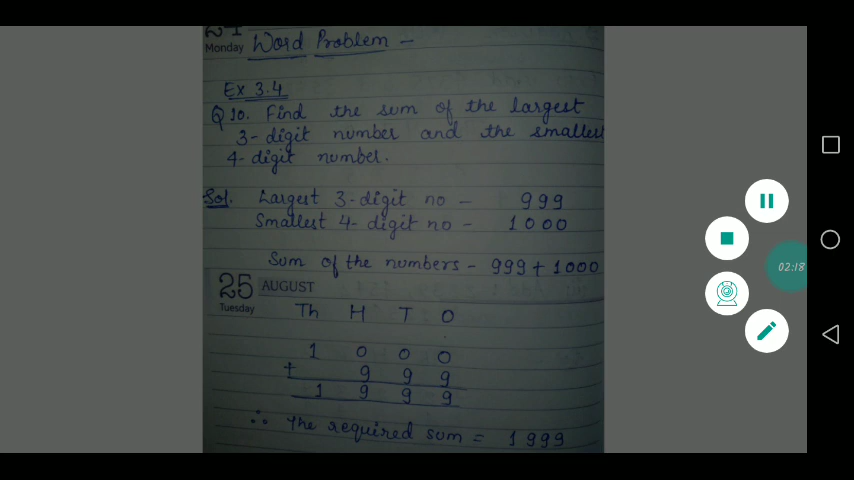 24
Monday Word Problem -
Ex 3.4
Q 10. Find the sum of the largest
3-digit number and the smallest
4-digit number.
Sol. Largest 3-digit no - 999
Smallest 4-digit no - 1000
Sum of the numbers - 999 + 1000
25 AUGUST
Tuesday
Th H T O
1 0 0 0
+ 9 9 9
1 9 9 9
∴ The required sum = 1999
02:18